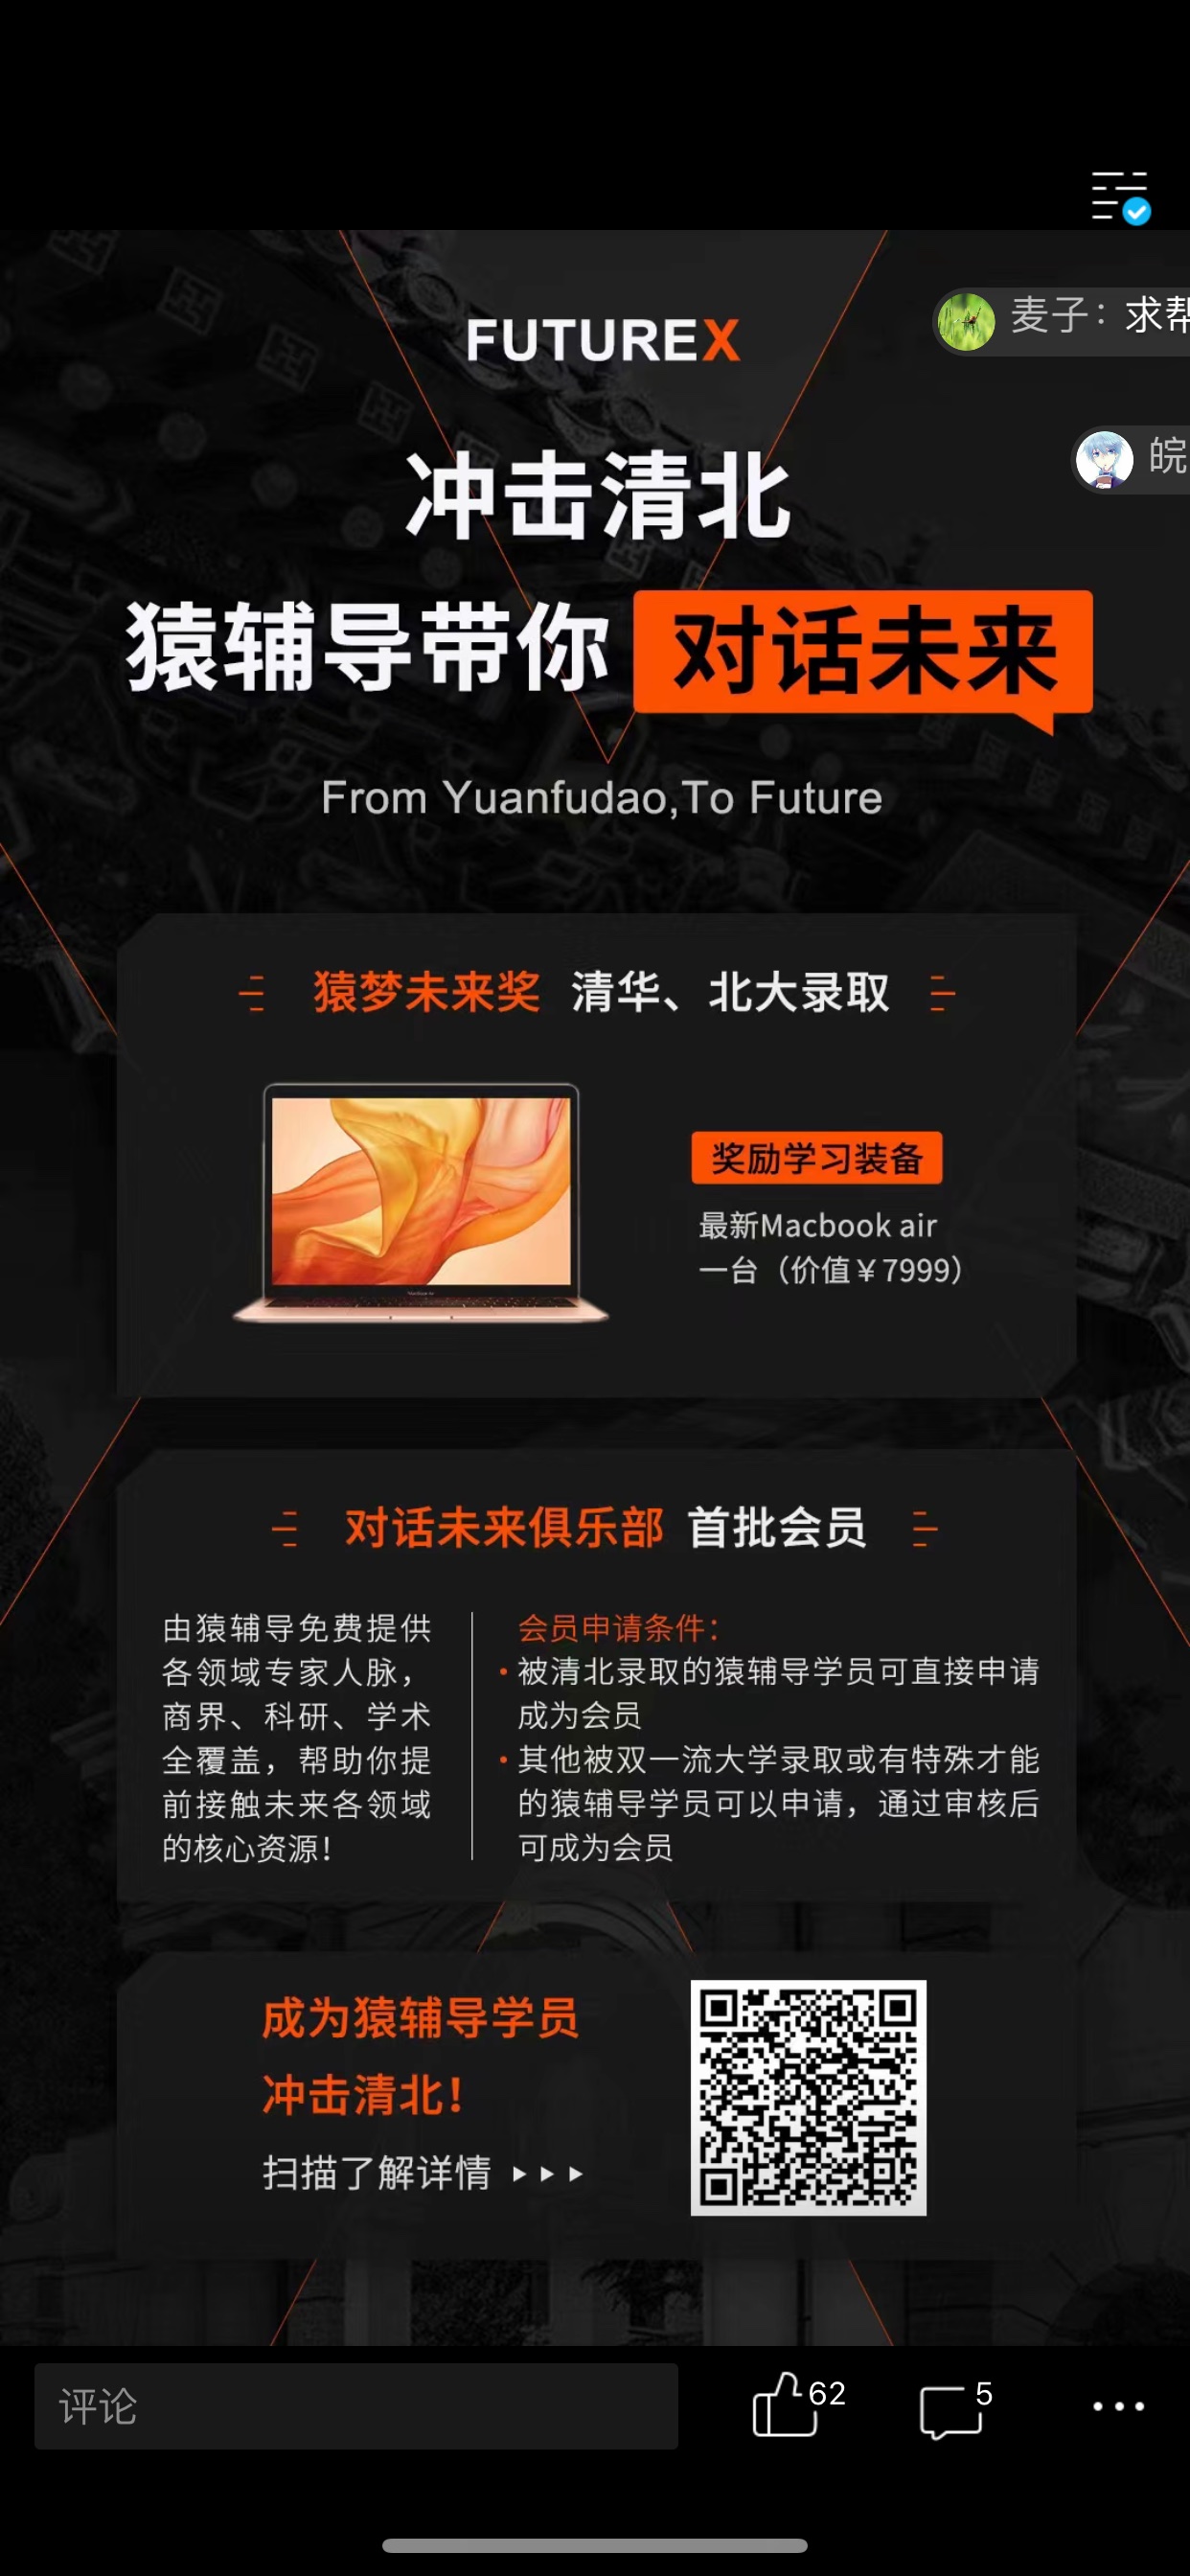 FUTUREX
麦子：求帮
皖
冲击清北
猿辅导带你 对话未来
From Yuanfudao,To Future
猿梦未来奖 清华、北大录取
奖励学习装备
最新Macbook air
一台（价值￥7999）
对话未来俱乐部 首批会员
由猿辅导免费提供
各领域专家人脉，
商界、科研、学术
全覆盖，帮助你提
前接触未来各领域
的核心资源！
会员申请条件：
·被清北录取的猿辅导学员可直接申请
成为会员
·其他被双一流大学录取或有特殊才能
的猿辅导学员可以申请，通过审核后
可成为会员
成为猿辅导学员
冲击清北！
扫描了解详情
评论
62
5